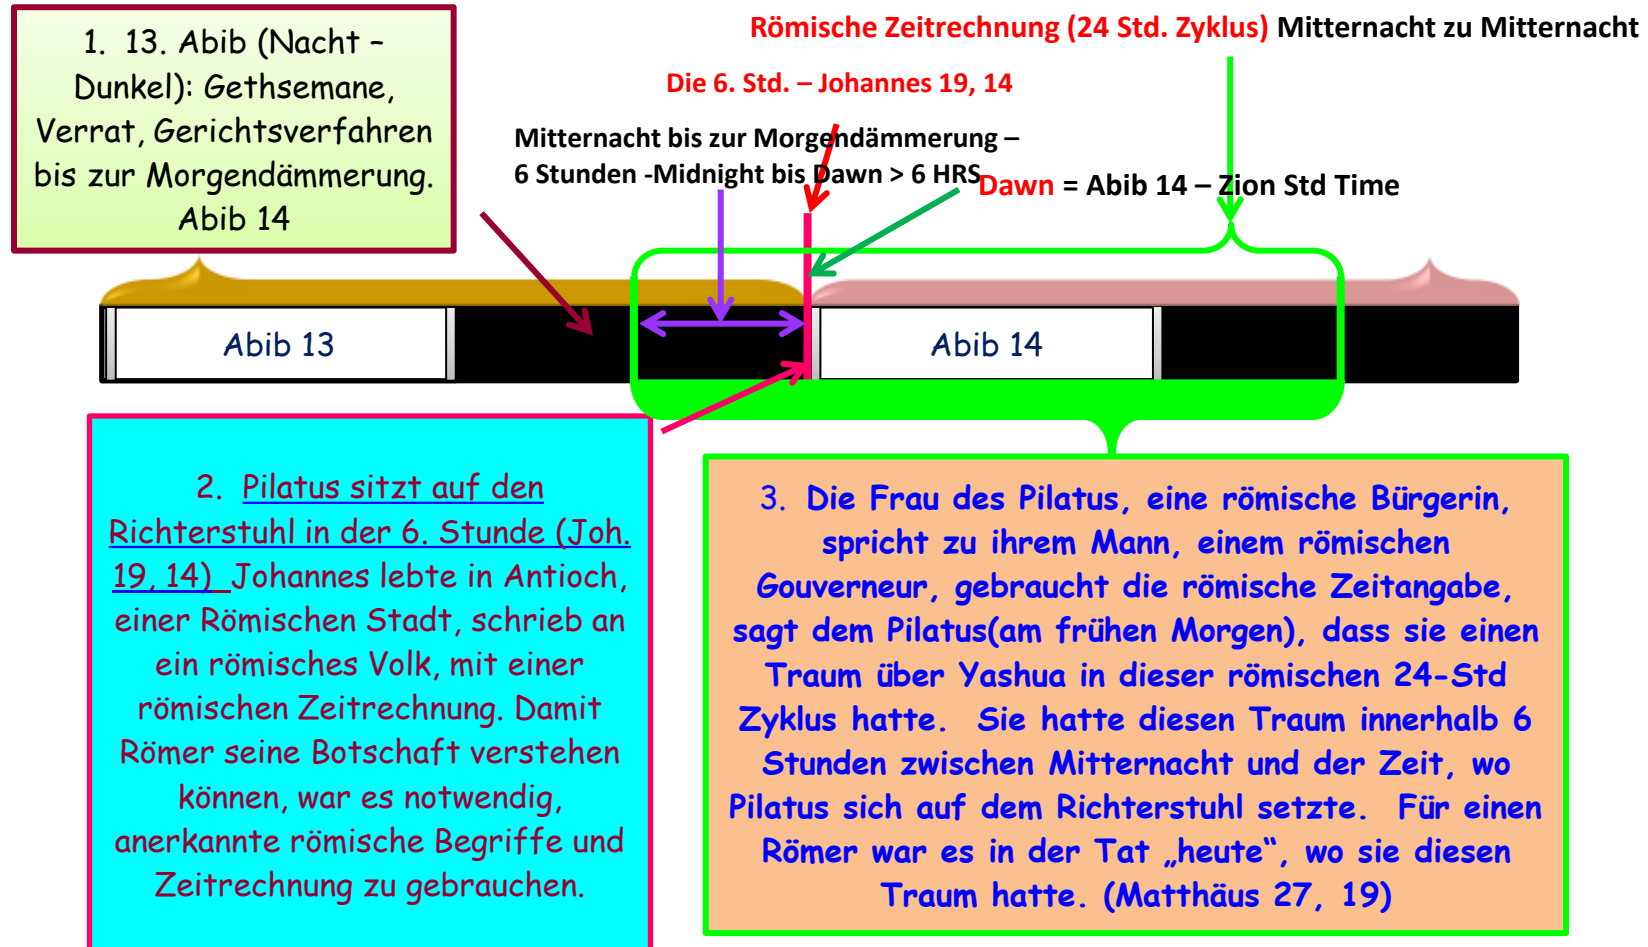 Römische Zeitrechnung (24 Std. Zyklus) Mitternacht zu Mitternacht
1. 13. Abib (Nacht –
Dunkel): Gethsemane,
Verrat, Gerichtsverfahren
bis zur Morgendämmerung.
Abib 14
Die 6. Std. – Johannes 19, 14
Mitternacht bis zur Morgendämmerung –
6 Stunden -Midnight bis Dawn > 6 HRS
Dawn = Abib 14 – Zion Std Time
Abib 13
Abib 14
2. Pilatus sitzt auf den
Richterstuhl in der 6. Stunde (Joh.
19, 14) Johannes lebte in Antioch,
einer Römischen Stadt, schrieb an
ein römisches Volk, mit einer
römischen Zeitrechnung. Damit
Römer seine Botschaft verstehen
können, war es notwendig,
anerkannte römische Begriffe und
Zeitrechnung zu gebrauchen.
3. Die Frau des Pilatus, eine römische Bürgerin,
spricht zu ihrem Mann, einem römischen
Gouverneur, gebraucht die römische Zeitangabe,
sagt dem Pilatus(am frühen Morgen), dass sie einen
Traum über Yashua in dieser römischen 24-Std
Zyklus hatte. Sie hatte diesen Traum innerhalb 6
Stunden zwischen Mitternacht und der Zeit, wo
Pilatus sich auf dem Richterstuhl setzte. Für einen
Römer war es in der Tat „heute“, wo sie diesen
Traum hatte. (Matthäus 27, 19)